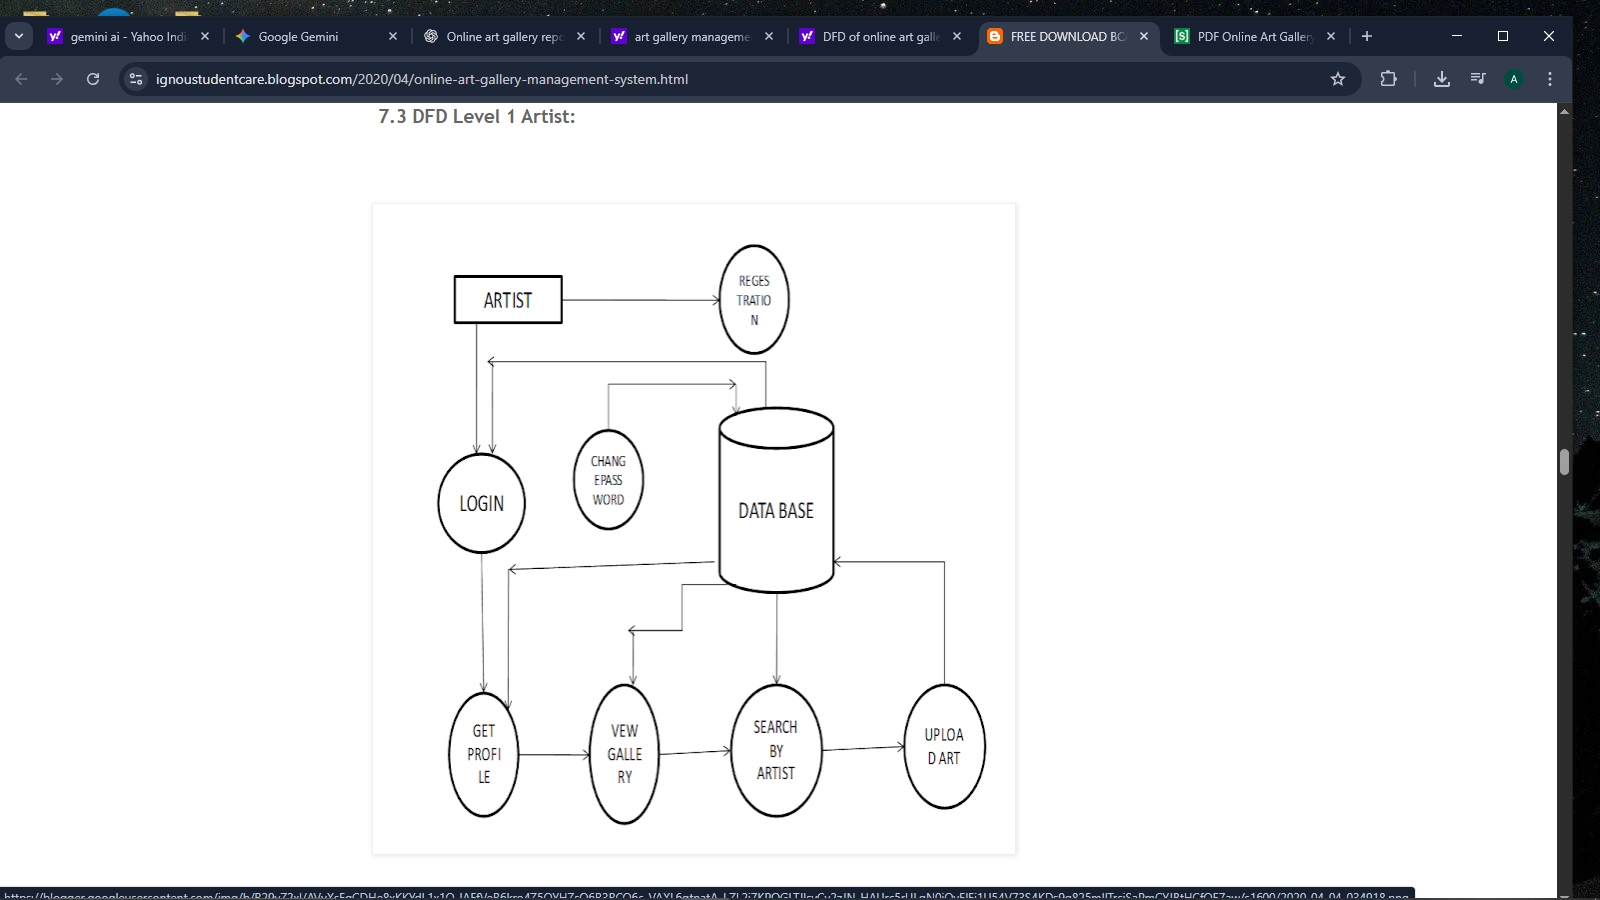 gemini ai - Yahoo Indi
Google Gemini
Online art gallery repo
art gallery manageme
DFD of online art galle
FREE DOWNLOAD BC
PDF Online Art Gallery
ignoustudentcare.blogspot.com/2020/04/online-art-gallery-management-system.html
A
7.3 DFD Level 1 Artist:
ARTIST
REGES
TRATIO
N
CHANG
EPASS
WORD
LOGIN
DATA BASE
GET
PROFI
LE
VEW
GALLE
RY
SEARCH
BY
ARTIST
UPLOA
D ART